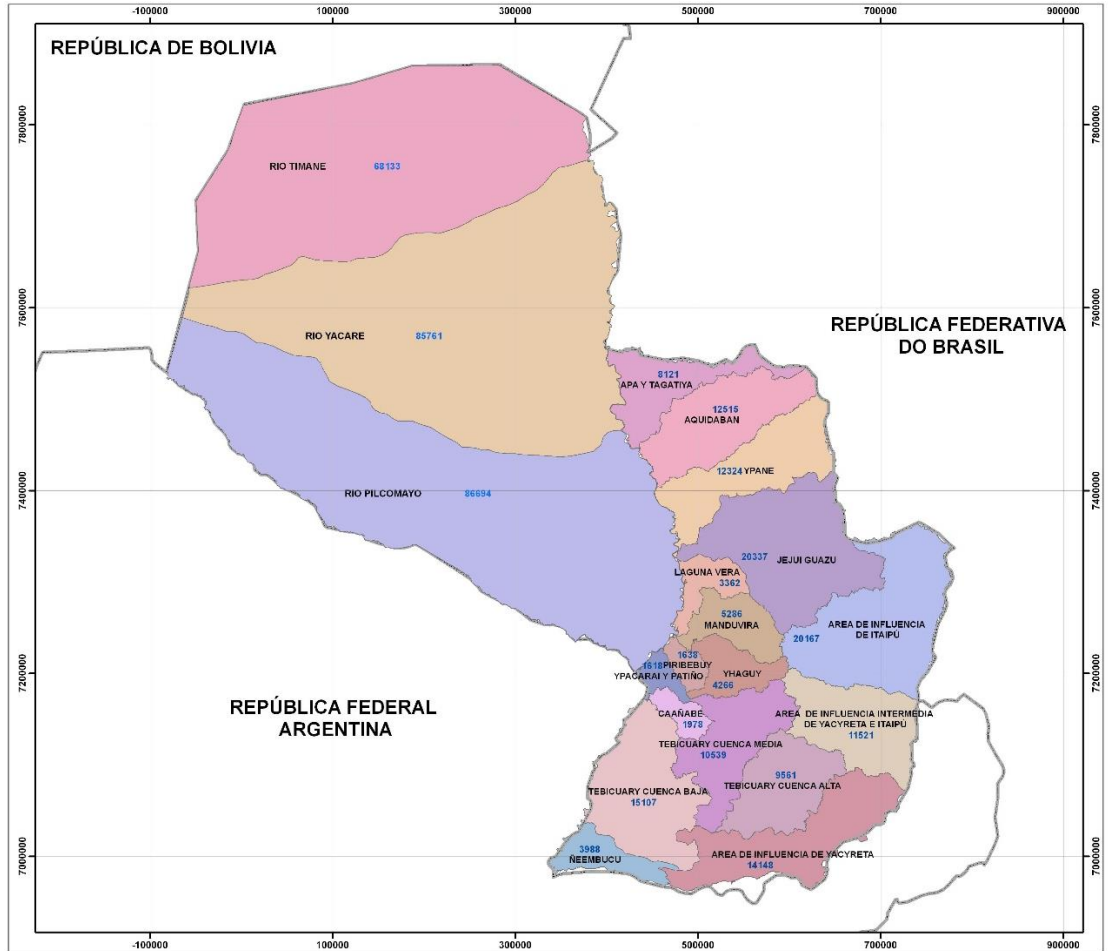 -100000 100000 300000 500000 700000 900000
REPÚBLICA DE BOLIVIA
7800000 7800000
RIO TIMANE 68133
7600000 7600000
RIO YACARE 85761
REPÚBLICA FEDERATIVA
DO BRASIL
8121
APA Y TAGATIYA
12515
AQUIDABAN
12324 YPANE
RIO PILCOMAYO 86694
7400000 7400000
20337 JEJUI GUAZU
LAGUNA VERA
3362
5286
MANDUVIRA
AREA DE INFLUENCIA
DE ITAIPÚ
20167
1638
1618 PIRIBEBUY
YPACARAI Y PATIÑO
YHAGUY
4266
7200000 7200000
REPÚBLICA FEDERAL
ARGENTINA
CAAÑABE
1978
AREA DE INFLUENCIA INTERMEDIA
DE YACYRETA E ITAIPÚ
11521
TEBICUARY CUENCA MEDIA
10539
9561
TEBICUARY CUENCA ALTA
TEBICUARY CUENCA BAJA
15107
3988
ÑEEMBUCU
AREA DE INFLUENCIA DE YACYRETA
14148
7000000 7000000
-100000 100000 300000 500000 700000 900000